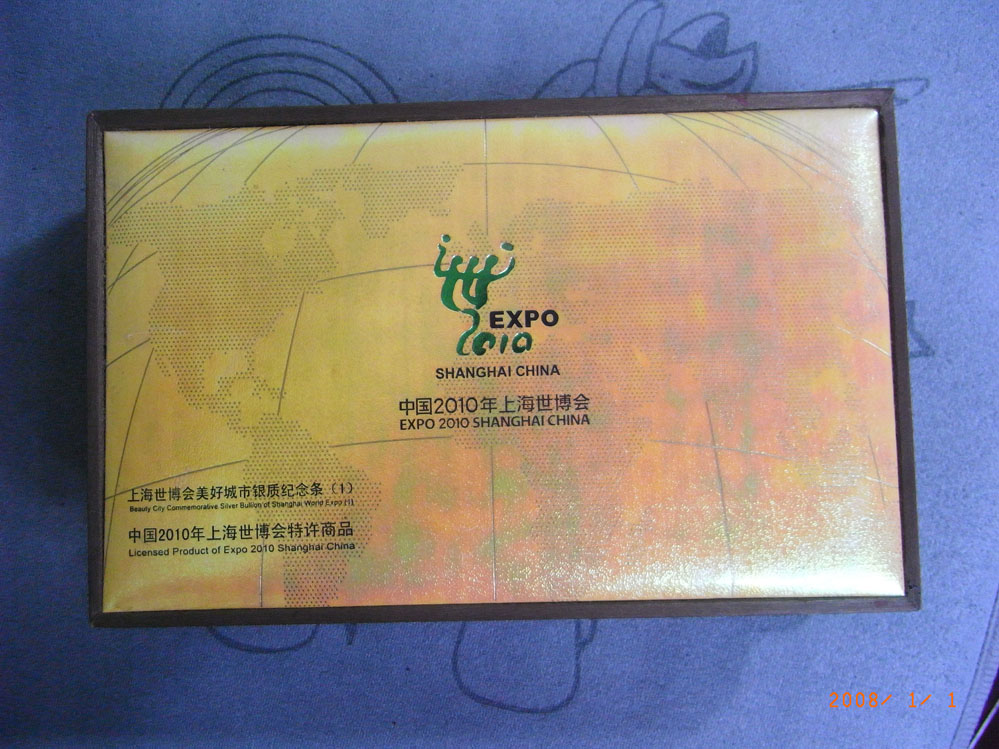 EXPO
2010
SHANGHAI CHINA
中国2010年上海世博会
EXPO 2010 SHANGHAI CHINA
上海世博会美好城市银质纪念条（1）
Beauty City Commemorative Silver Bullion of Shanghai World Expo (1)
中国2010年上海世博会特许商品
Licensed Product of Expo 2010 Shanghai China
2008/ 1/ 1